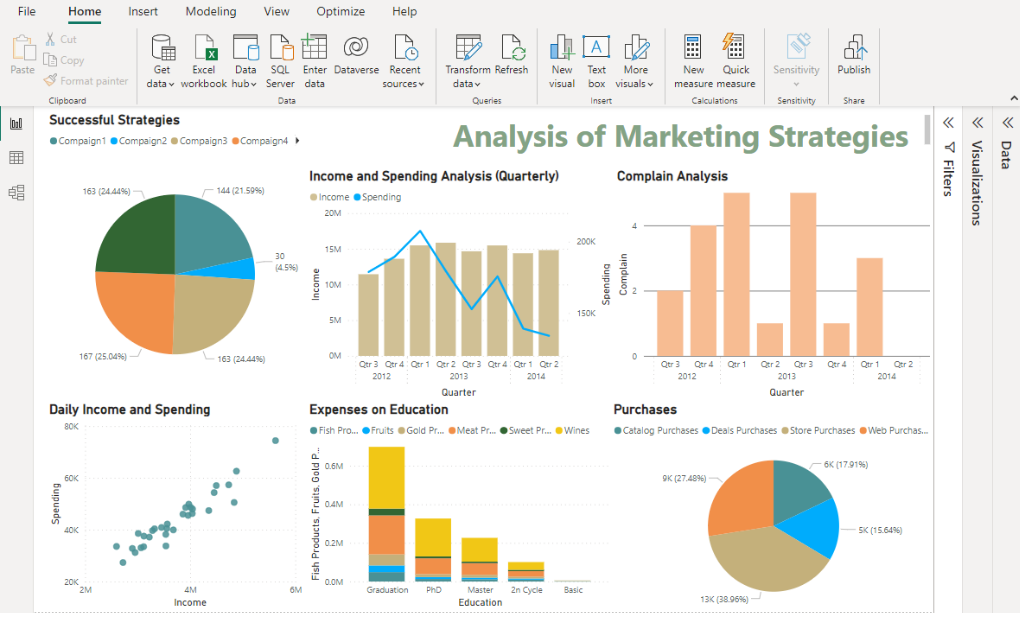 File Home Insert Modeling View Optimize Help
Paste
Cut
Copy
Format painter
Clipboard
Get data
Excel workbook
Data hub
SQL Server
Enter data
Dataverse
Recent sources
Data
Transform data
Refresh
Queries
New visual
Text box
More visuals
Insert
New measure
Quick measure
Calculations
Sensitivity
Sensitivity
Publish
Share
Analysis of Marketing Strategies
Successful Strategies
Compaign1 Compaign2 Compaign3 Compaign4
163 (24.44%)
144 (21.59%)
30
(4.5%)
167 (25.04%)
163 (24.44%)
Income and Spending Analysis (Quarterly)
Income Spending
20M
15M
10M
5M
0M
Income
200K
150K
Spending
Qtr 3 Qtr 4 Qtr 1 Qtr 2 Qtr 3 Qtr 4 Qtr 1 Qtr 2
2012 2013 2014
Quarter
Complain Analysis
4
2
0
Complain
Qtr 3 Qtr 4 Qtr 1 Qtr 2 Qtr 3 Qtr 4 Qtr 1 Qtr 2
2012 2013 2014
Quarter
Daily Income and Spending
80K
60K
40K
20K
Spending
2M 4M 6M
Income
Expenses on Education
Fish Pro... Fruits Gold Pr... Meat Pr... Sweet Pr... Wines
0.6M
0.4M
0.2M
0.0M
Fish Products, Fruits, Gold P...
Graduation PhD Master 2n Cycle Basic
Education
Purchases
Catalog Purchases Deals Purchases Store Purchases Web Purchas...
9K (27.48%)
6K (17.91%)
5K (15.64%)
13K (38.96%)
Filters
Visualizations
Data